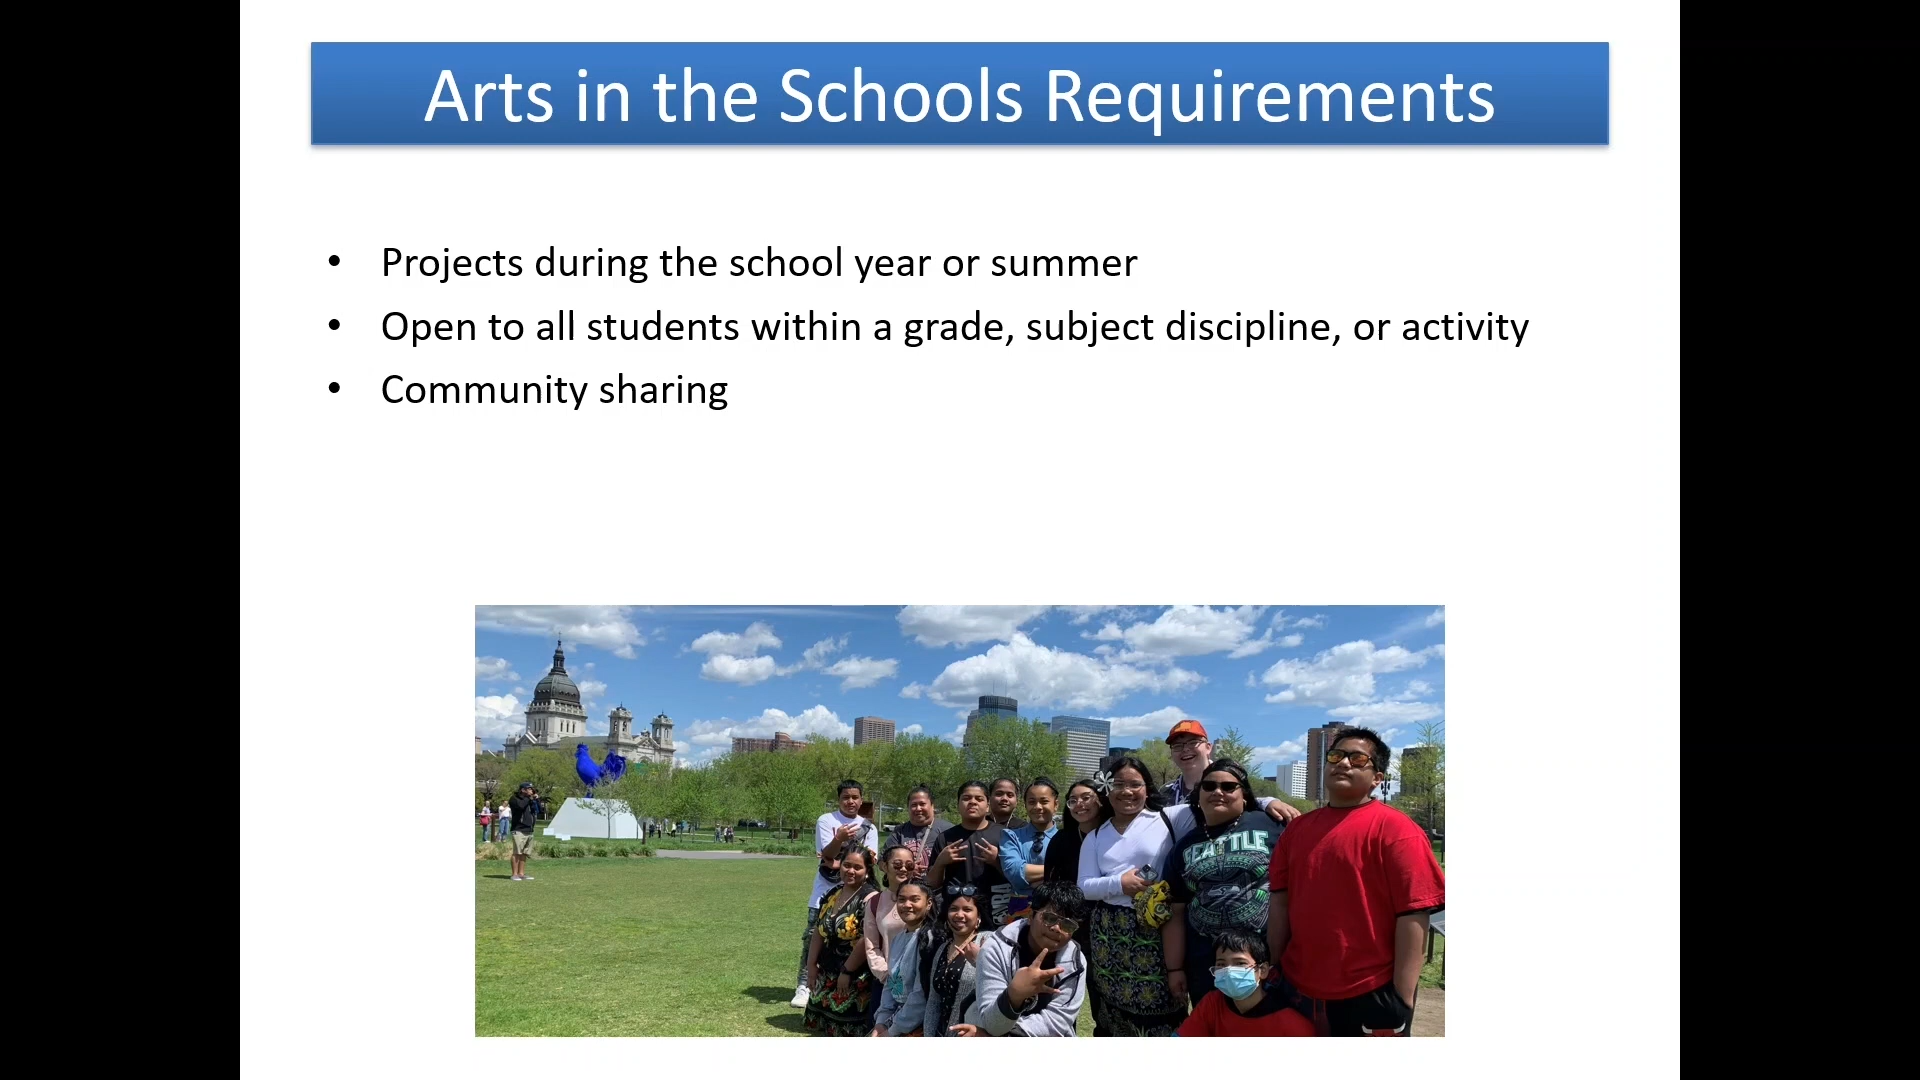 Arts in the Schools Requirements
• Projects during the school year or summer
• Open to all students within a grade, subject discipline, or activity
• Community sharing
SEATTLE